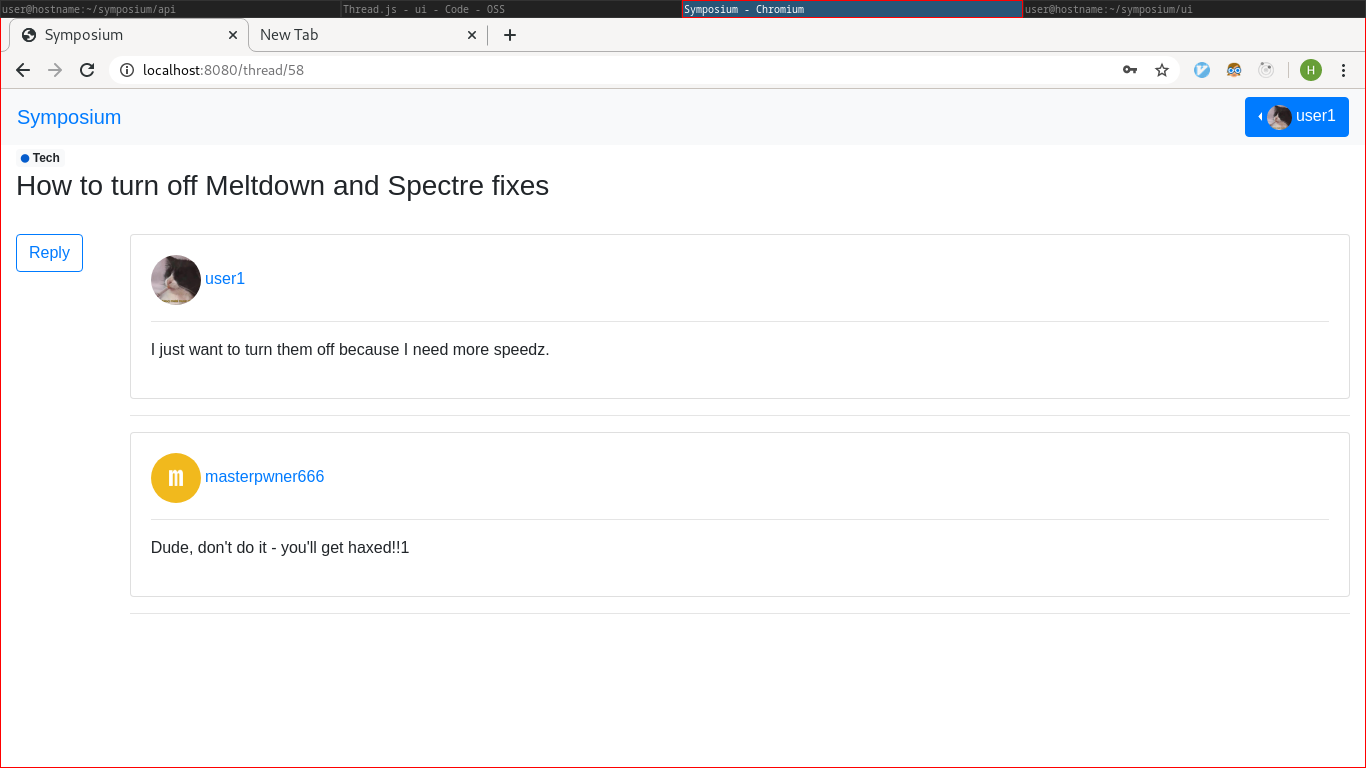 user@hostname:~/symposium/api Thread.js - ui - Code - OSS Symposium - Chromium user@hostname:~/symposium/ui
Symposium New Tab
localhost:8080/thread/58 H
Symposium user1
Tech
How to turn off Meltdown and Spectre fixes
Reply
user1
I just want to turn them off because I need more speedz.
m masterpwner666
Dude, don't do it - you'll get haxed!!1